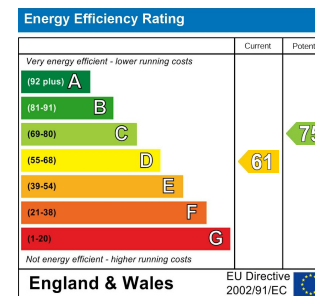 Energy Efficiency Rating
Current Potent
Very energy efficient - lower running costs
(92 plus) A
(81-91) B
(69-80) C 75
(55-68) D 61
(39-54) E
(21-38) F
(1-20) G
Not energy efficient - higher running costs
England & Wales
EU Directive
2002/91/EC